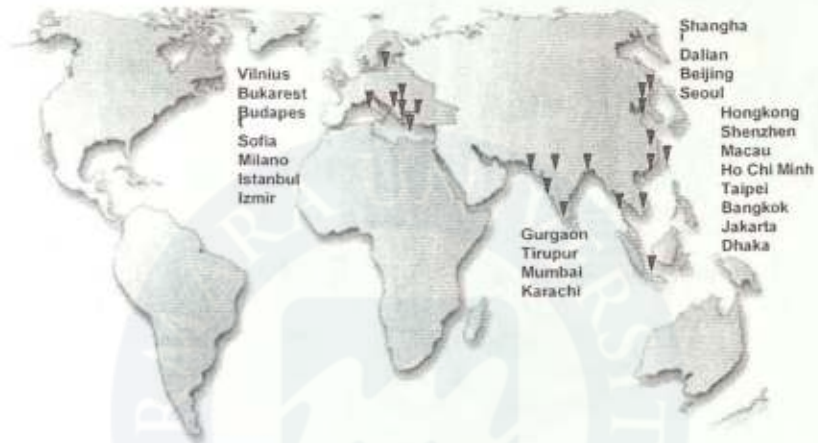 Vilnius
Bukarest
Budapes
t
Sofia
Milano
Istanbul
Izmir
Gurgaon
Tirupur
Mumbai
Karachi
Shangha
i
Dalian
Beijing
Seoul
Hongkong
Shenzhen
Macau
Ho Chi Minh
Taipei
Bangkok
Jakarta
Dhaka